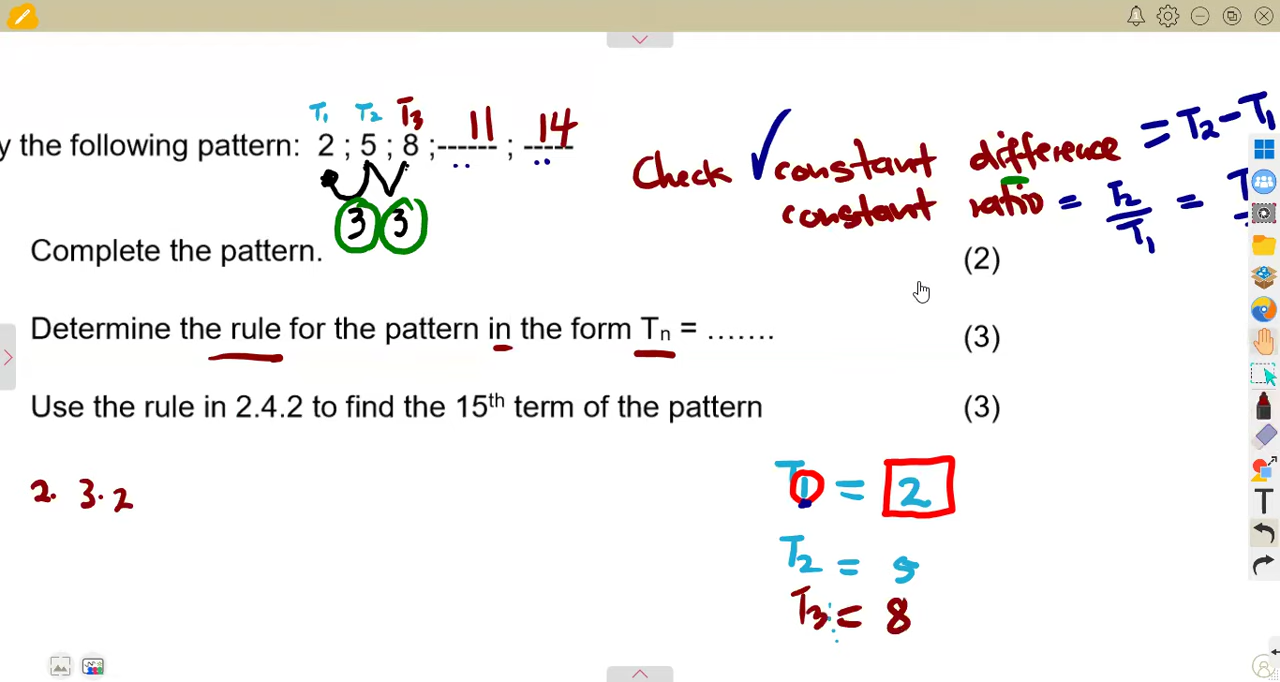 T1 T2 T3
y the following pattern: 2 ; 5 ; 8 ; 11 ; 14
3 3
Check ✓ constant difference = T2 - T1
constant ratio = T2/T1 =
Complete the pattern. (2)
Determine the rule for the pattern in the form Tn = ……. (3)
Use the rule in 2.4.2 to find the 15th term of the pattern (3)
2. 3.2
T1 = 2
T2 = 5
T3 = 8